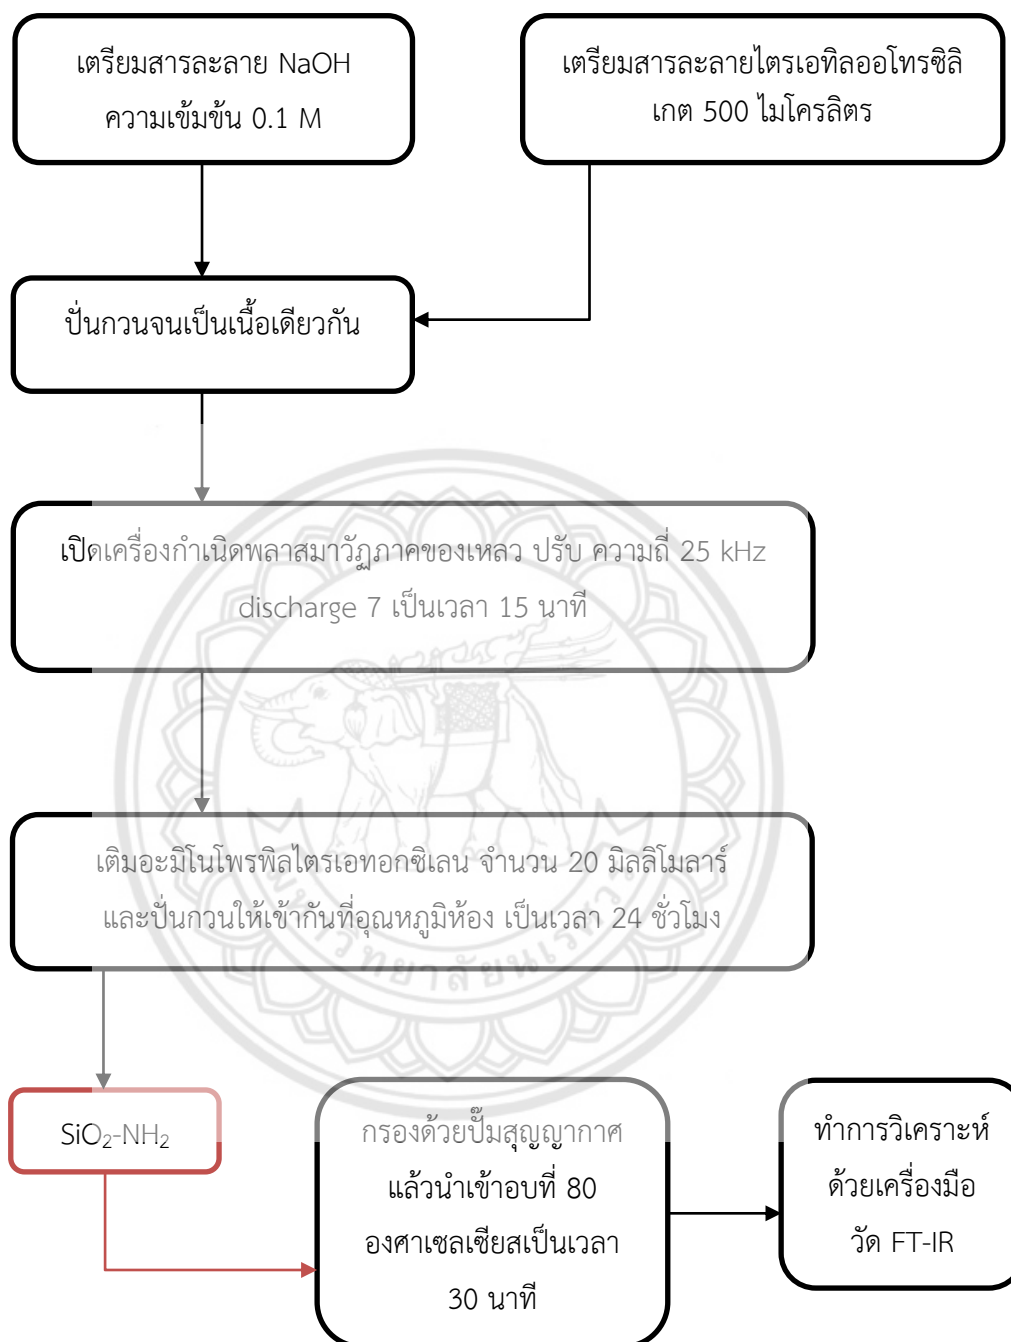 เตรียมสารละลาย NaOH
ความเข้มข้น 0.1 M
เตรียมสารละลายไตรเอทิลออโทรซิลิ
เกต 500 ไมโครลิตร
ปั่นกวนจนเป็นเนื้อเดียวกัน
เปิดเครื่องกำเนิดพลาสมาวัฏภาคของเหลว ปรับ ความถี่ 25 kHz
discharge 7 เป็นเวลา 15 นาที
เติมอะมิโนโพรพิลไตรเอทอกซิเลน จำนวน 20 มิลลิโมลาร์
และปั่นกวนให้เข้ากันที่อุณหภูมิห้อง เป็นเวลา 24 ชั่วโมง
มหาวิทยาลัยนเรศวร
SiO₂-NH₂
กรองด้วยปั๊มสุญญากาศ
แล้วนำเข้าอบที่ 80
องศาเซลเซียสเป็นเวลา
30 นาที
ทำการวิเคราะห์
ด้วยเครื่องมือ
วัด FT-IR